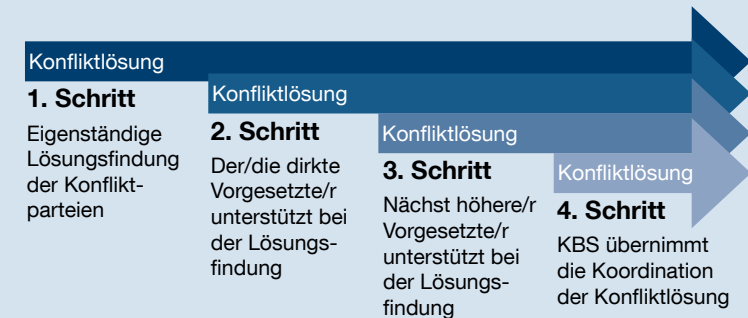 Konfliktlösung
1. Schritt
Eigenständige
Lösungsfindung
der Konflikt-
parteien
Konfliktlösung
2. Schritt
Der/die dirkte
Vorgesetzte/r
unterstützt bei
der Lösungs-
findung
Konfliktlösung
3. Schritt
Nächst höhere/r
Vorgesetzte/r
unterstützt bei
der Lösungs-
findung
Konfliktlösung
4. Schritt
KBS übernimmt
die Koordination
der Konfliktlösung